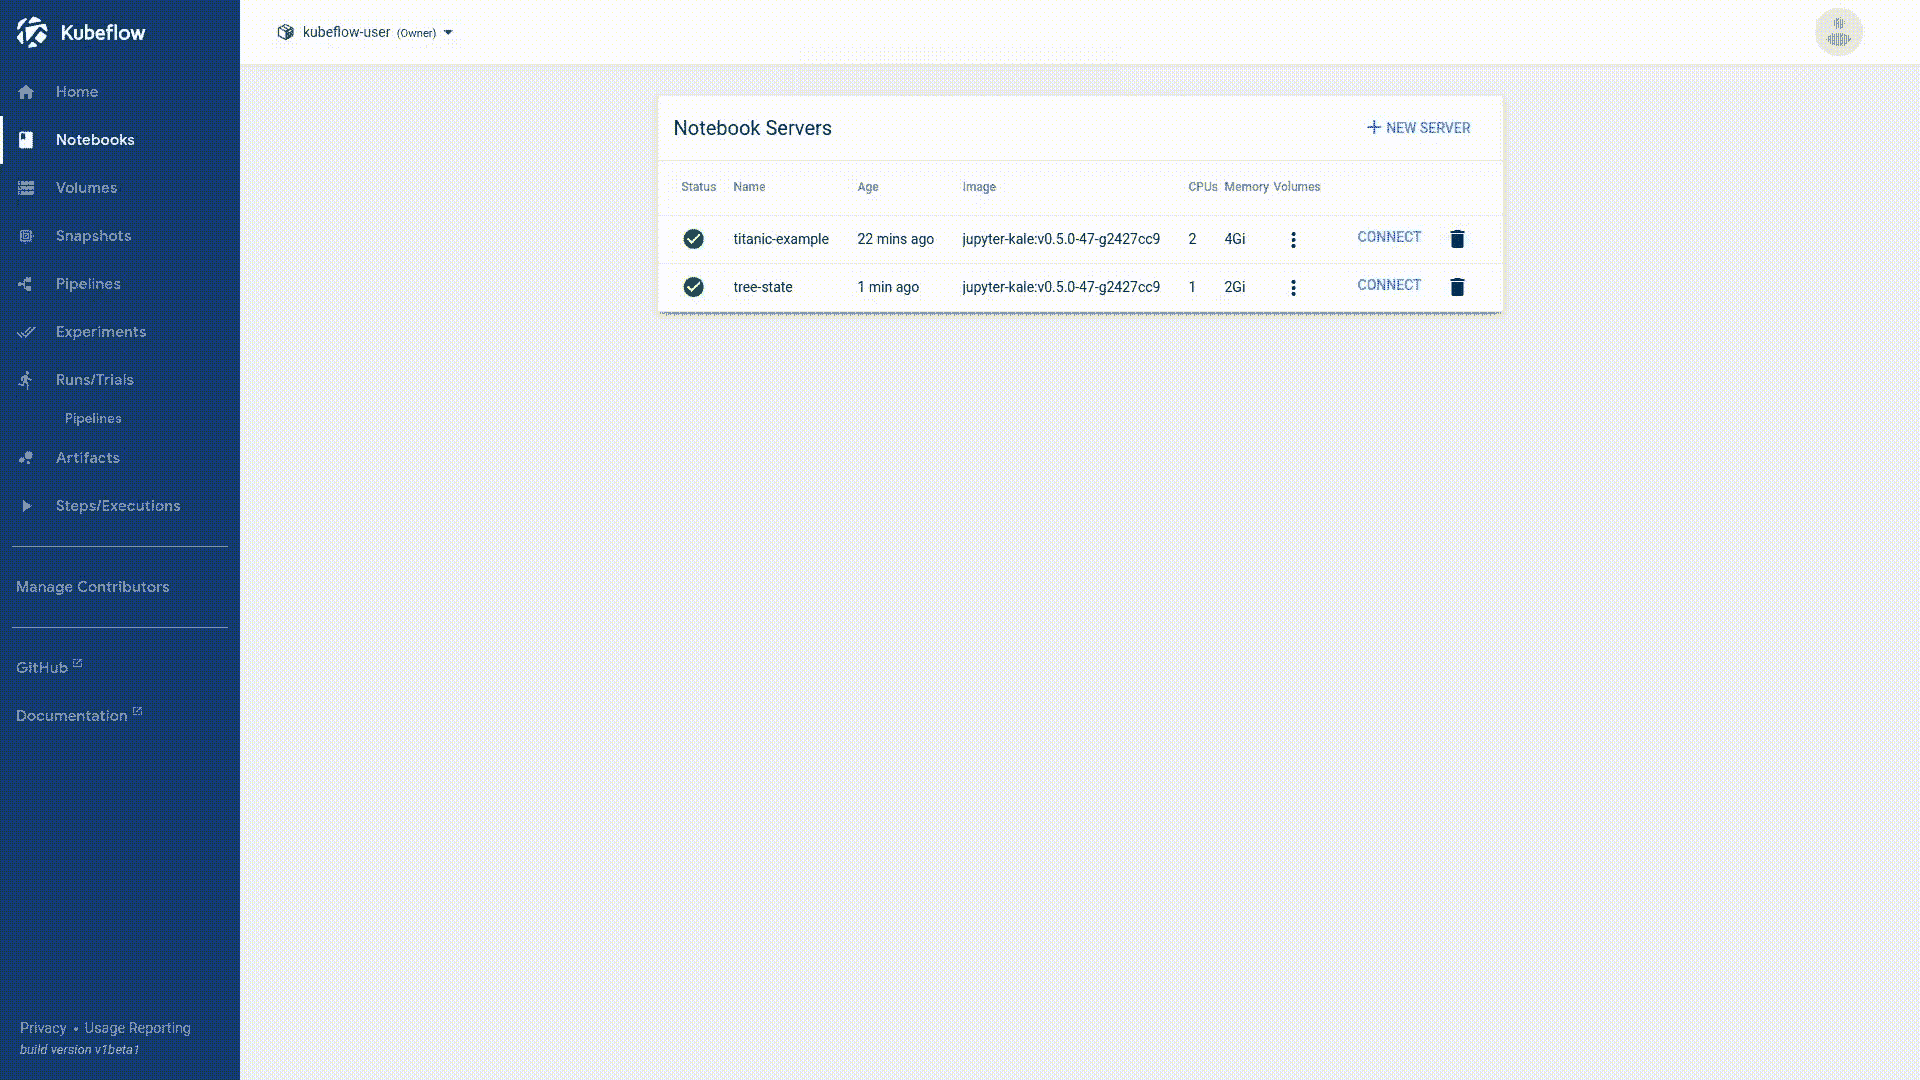 Kubeflow
Home
Notebooks
Volumes
Snapshots
Pipelines
Experiments
Runs/Trials
Pipelines
Artifacts
Steps/Executions
Manage Contributors
GitHub
Documentation
Privacy • Usage Reporting
build version v1beta1
kubeflow-user (Owner)
Notebook Servers
+ NEW SERVER
Status Name Age Image CPUs Memory Volumes
titanic-example 22 mins ago jupyter-kale:v0.5.0-47-g2427cc9 2 4Gi CONNECT
tree-state 1 min ago jupyter-kale:v0.5.0-47-g2427cc9 1 2Gi CONNECT